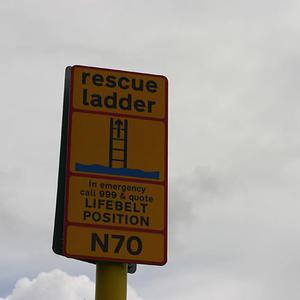 rescue
ladder
In emergency
call 999 & quote
LIFEBELT
POSITION
N70